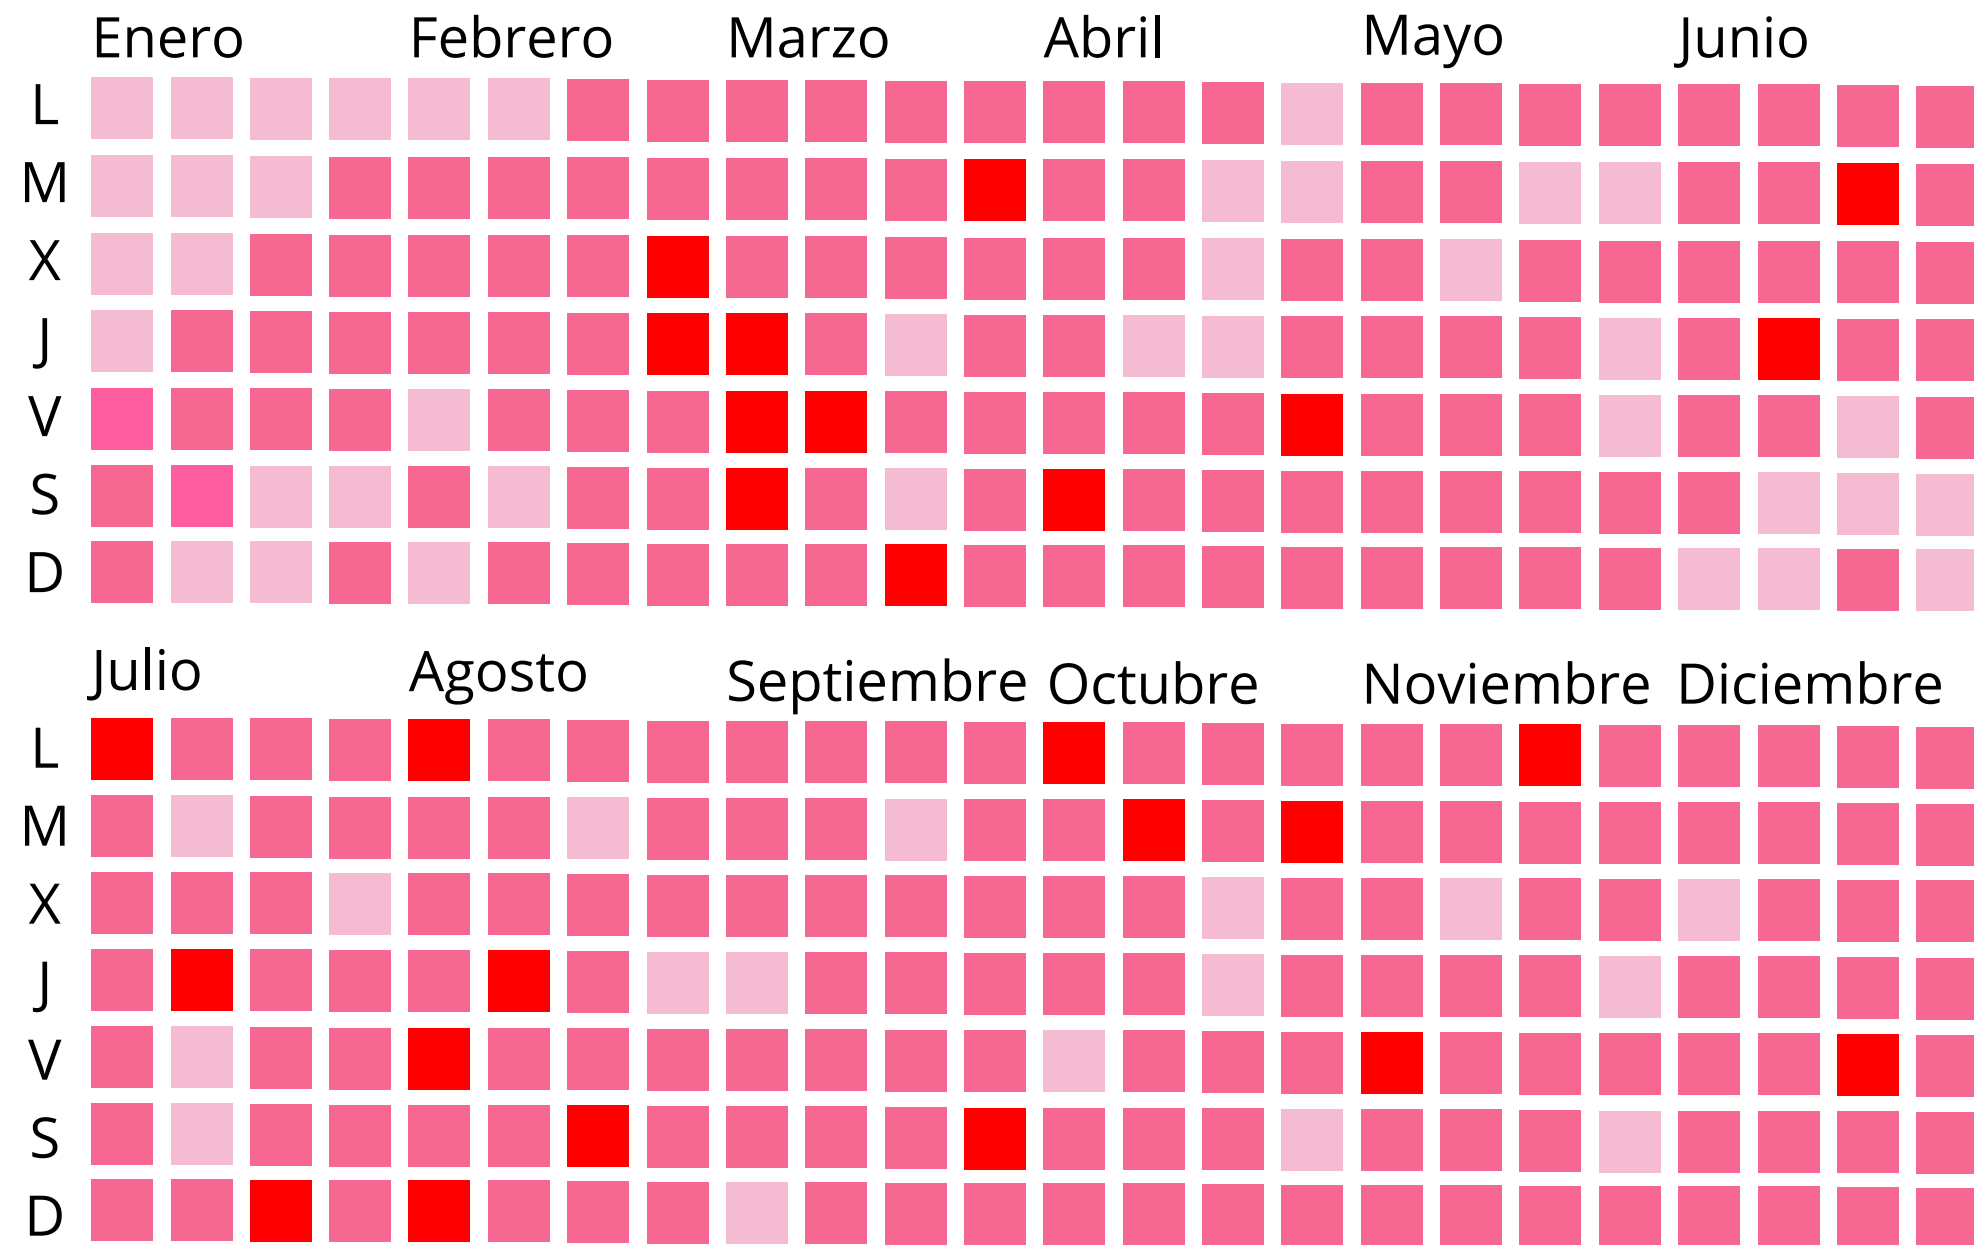 Enero Febrero Marzo Abril Mayo Junio
L
M
X
J
V
S
D
Julio Agosto Septiembre Octubre Noviembre Diciembre
L
M
X
J
V
S
D